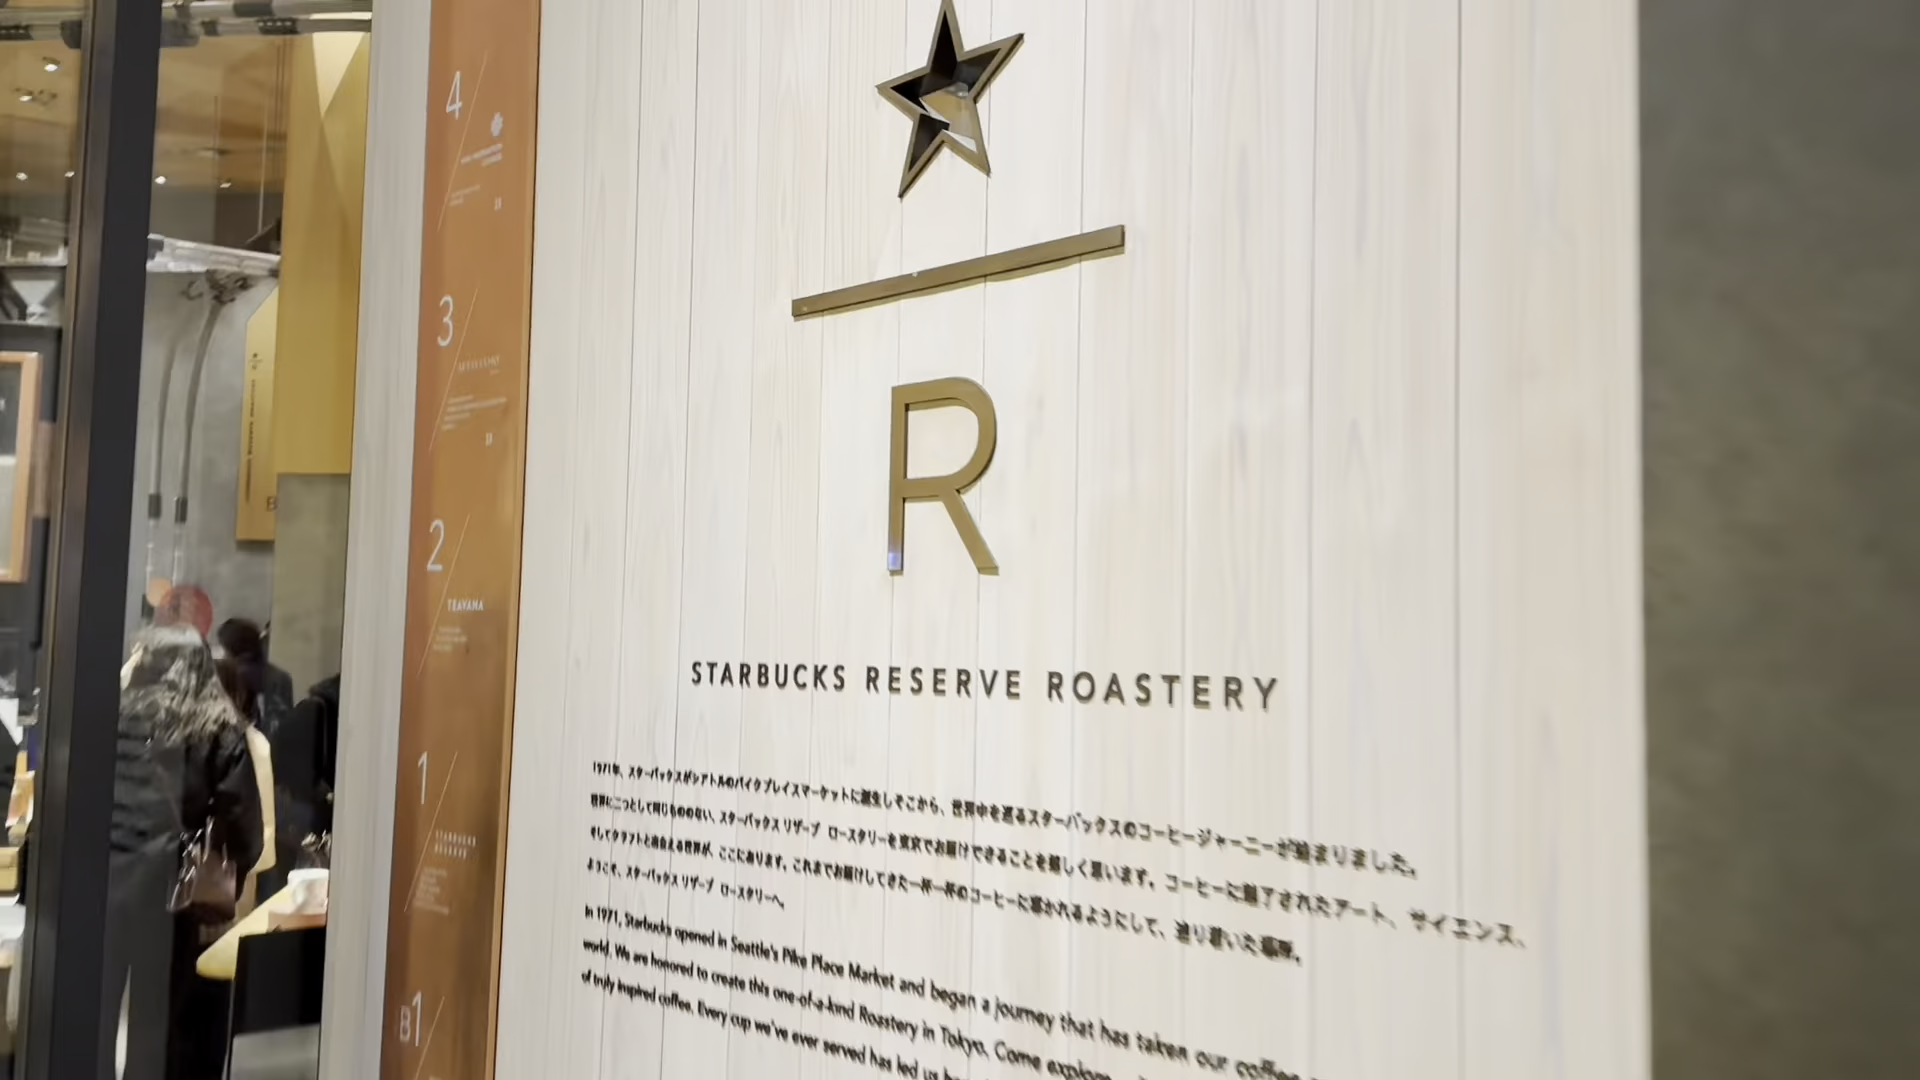 4
3
2
TEAVANA
1
STARBUCKS
RESERVE
B1
R
STARBUCKS RESERVE ROASTERY
1971年、スターバックスがシアトルのパイクプレイスマーケットに誕生しそこから、世界中を巡るスターバックスのコーヒージャーニーが始まりました。
世界に二つとして同じもののない、スターバックス リザーブ ロースタリーを東京でお届けできることを嬉しく思います。コーヒーに魅了されたアート、サイエンス、
そしてクラフトと出会える世界が、ここにあります。これまでお届けしてきた一杯一杯のコーヒーに導かれるようにして、辿り着いた場所。
ようこそ、スターバックス リザーブ ロースタリーへ。
In 1971, Starbucks opened in Seattle's Pike Place Market and began a journey that has taken our coffee
world. We are honored to create this one-of-a-kind Roastery in Tokyo. Come explore
of truly inspired coffee. Every cup we've ever served has led us